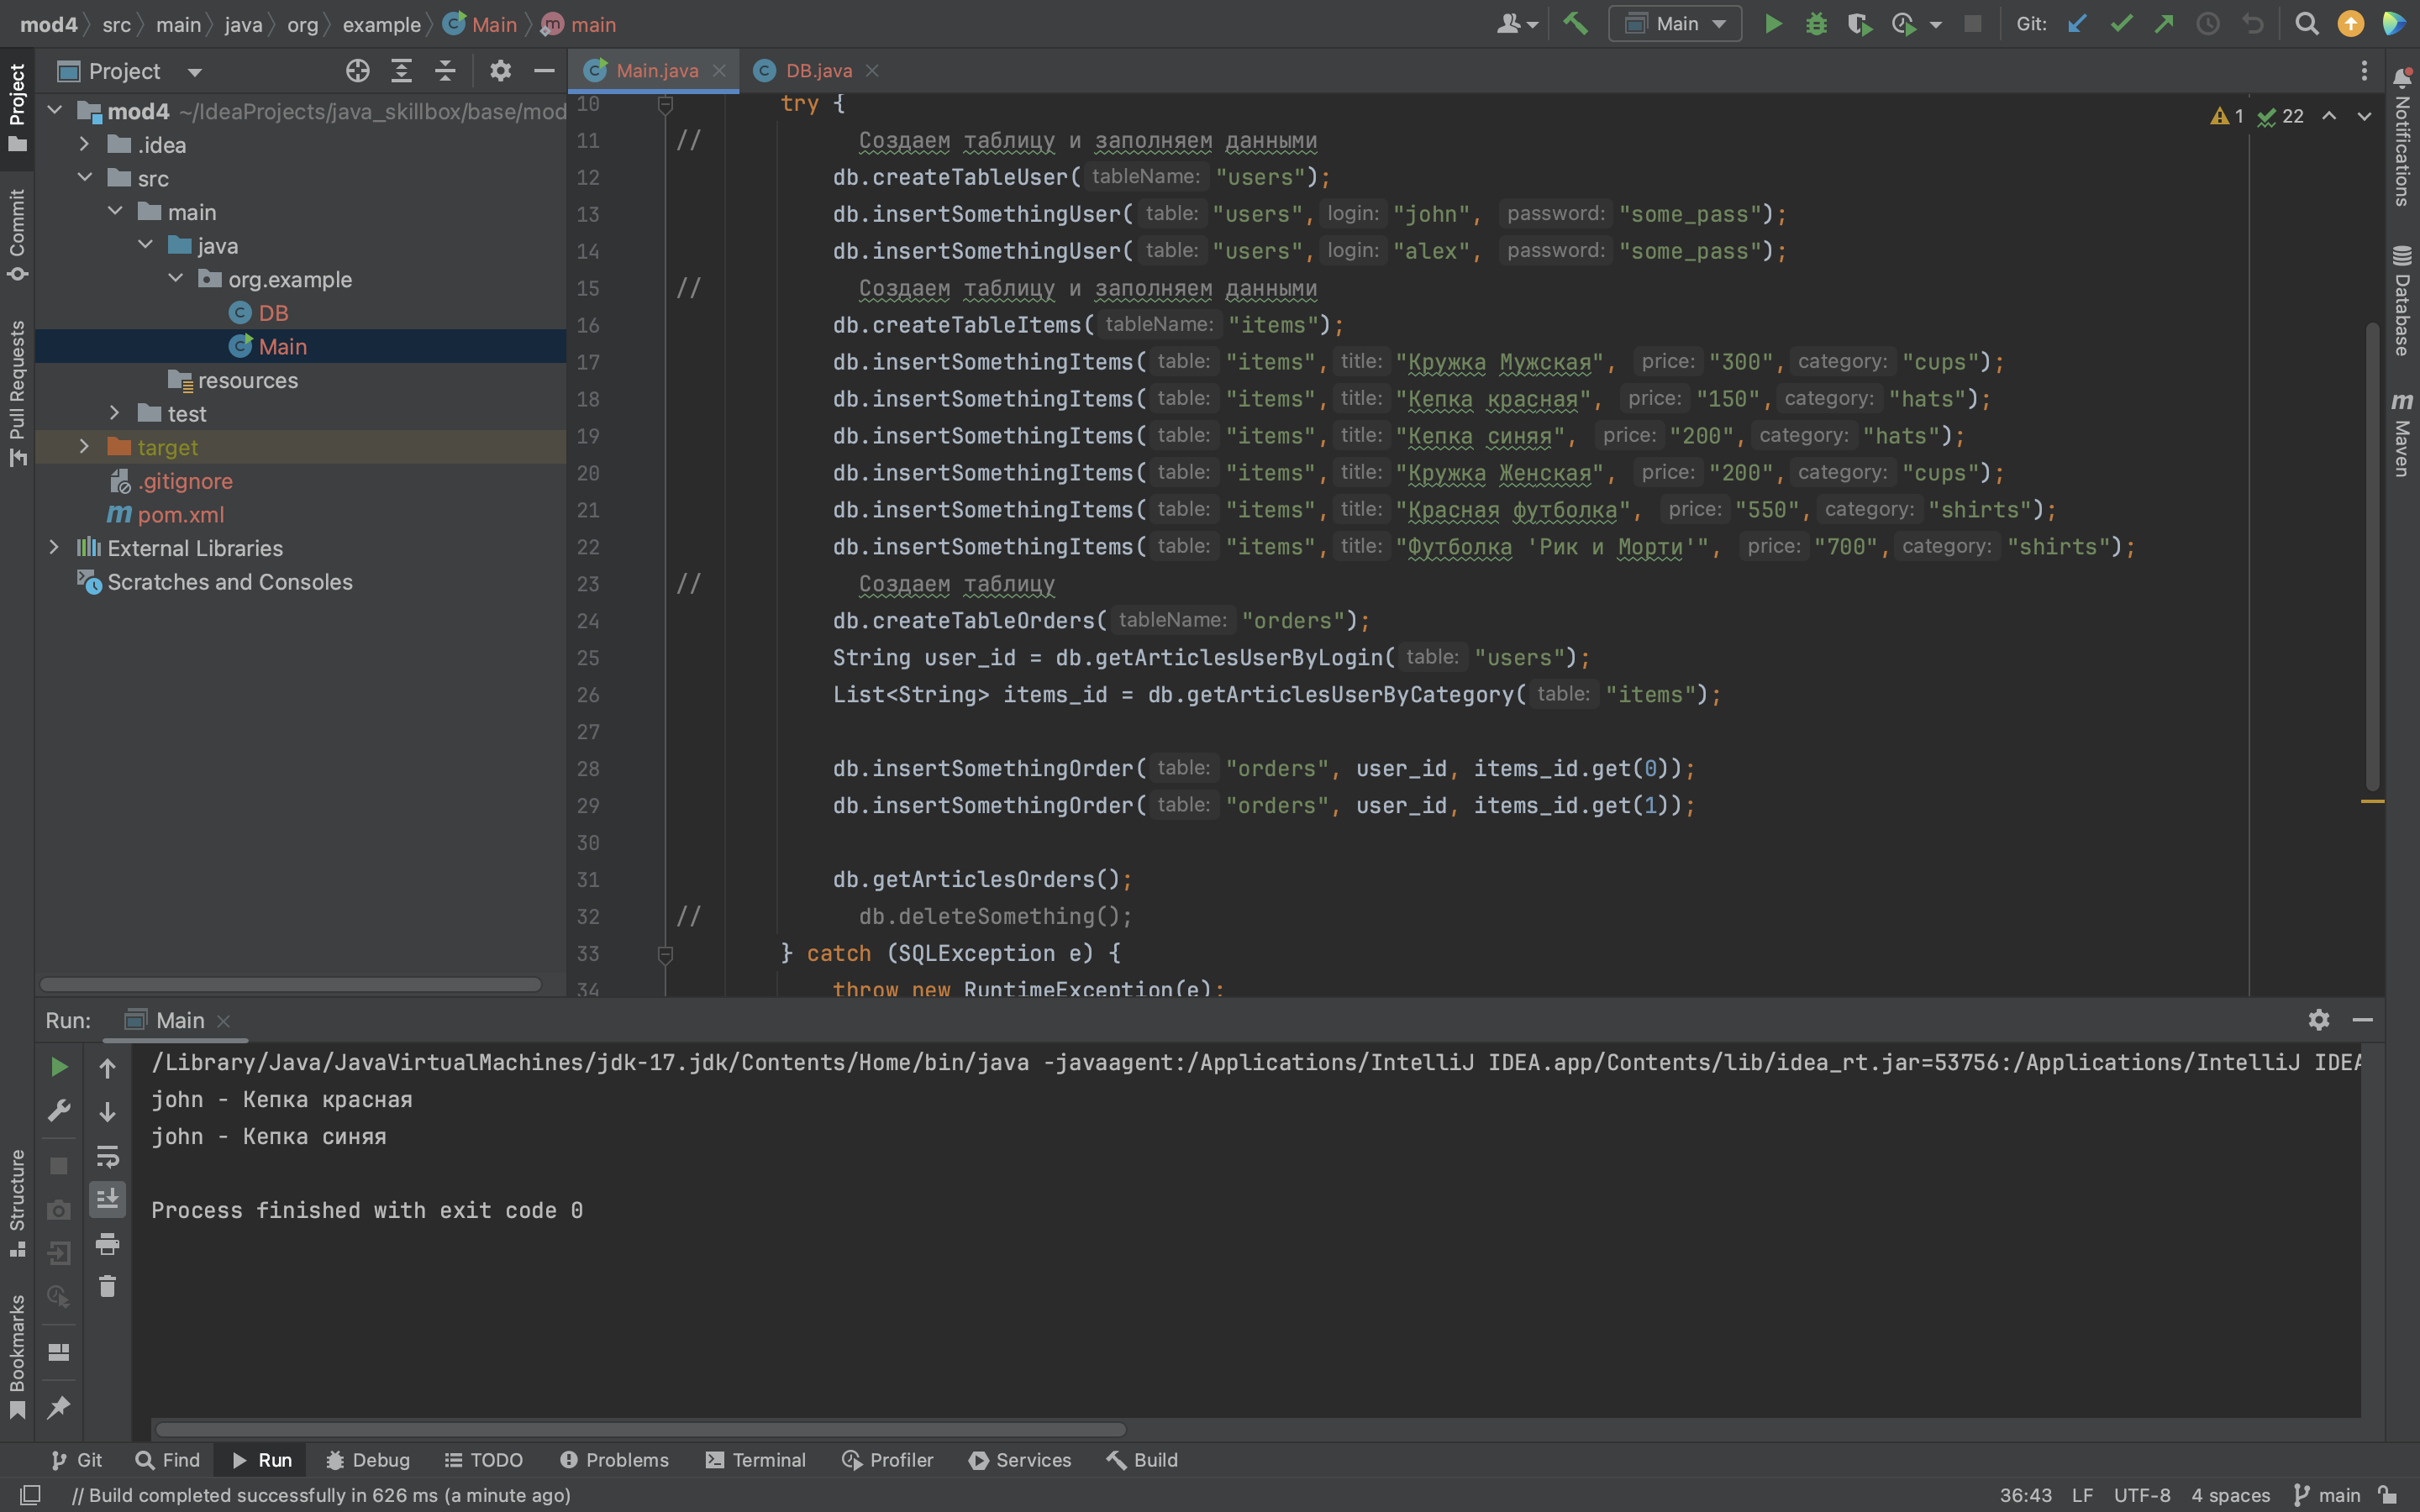 mod4 src main java org example Main main
Main
Git:
Project
Main.java
DB.java
mod4 ~/IdeaProjects/java_skillbox/base/mod
.idea
src
main
java
org.example
DB
Main
resources
test
target
.gitignore
pom.xml
External Libraries
Scratches and Consoles
Project
Commit
Pull Requests
Structure
Bookmarks
1 22
10 try {
11 // Создаем таблицу и заполняем данными
12 db.createTableUser( tableName: "users");
13 db.insertSomethingUser( table: "users", login: "john", password: "some_pass");
14 db.insertSomethingUser( table: "users", login: "alex", password: "some_pass");
15 // Создаем таблицу и заполняем данными
16 db.createTableItems( tableName: "items");
17 db.insertSomethingItems( table: "items", title: "Кружка Мужская", price: "300", category: "cups");
18 db.insertSomethingItems( table: "items", title: "Кепка красная", price: "150", category: "hats");
19 db.insertSomethingItems( table: "items", title: "Кепка синяя", price: "200", category: "hats");
20 db.insertSomethingItems( table: "items", title: "Кружка Женская", price: "200", category: "cups");
21 db.insertSomethingItems( table: "items", title: "Красная футболка", price: "550", category: "shirts");
22 db.insertSomethingItems( table: "items", title: "Футболка 'Рик и Морти'", price: "700", category: "shirts");
23 // Создаем таблицу
24 db.createTableOrders( tableName: "orders");
25 String user_id = db.getArticlesUserByLogin( table: "users");
26 List<String> items_id = db.getArticlesUserByCategory( table: "items");
27
28 db.insertSomethingOrder( table: "orders", user_id, items_id.get(0));
29 db.insertSomethingOrder( table: "orders", user_id, items_id.get(1));
30
31 db.getArticlesOrders();
32 // db.deleteSomething();
33 } catch (SQLException e) {
34 throw new RuntimeException(e);
Notifications
Database
Maven
Run: Main
/Library/Java/JavaVirtualMachines/jdk-17.jdk/Contents/Home/bin/java -javaagent:/Applications/IntelliJ IDEA.app/Contents/lib/idea_rt.jar=53756:/Applications/IntelliJ IDEA
john - Кепка красная
john - Кепка синяя
Process finished with exit code 0
Git Find Run Debug TODO Problems Terminal Profiler Services Build
// Build completed successfully in 626 ms (a minute ago)
36:43 LF UTF-8 4 spaces main